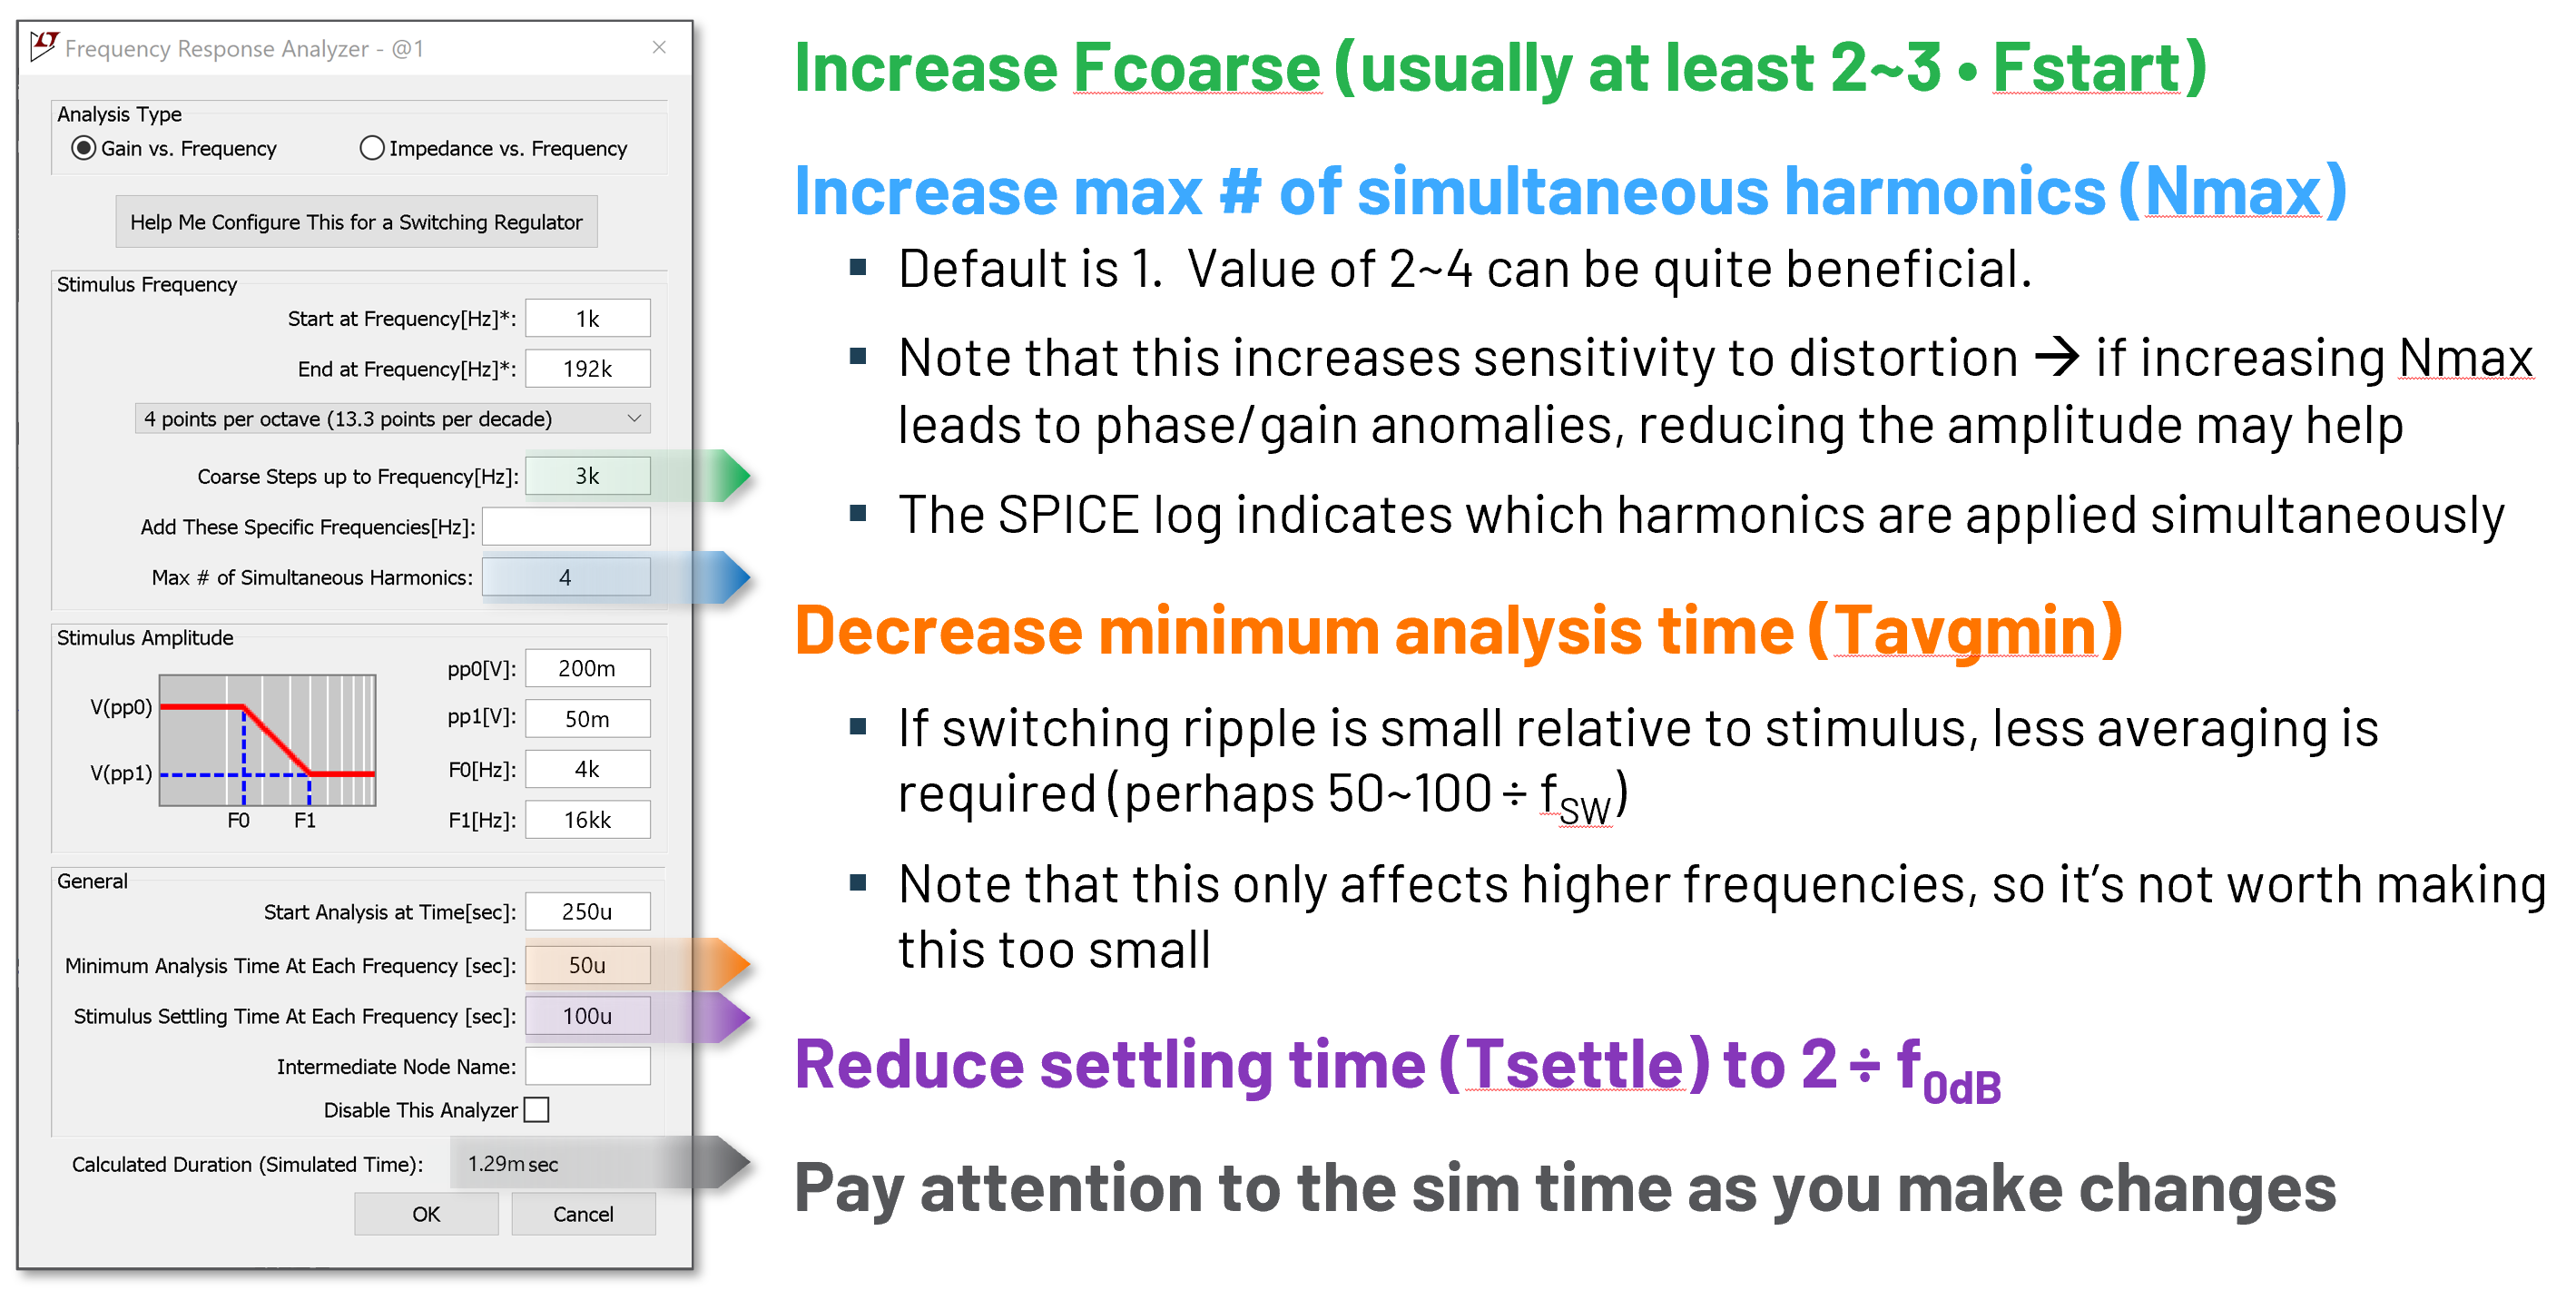 LT
Frequency Response Analyzer - @1
Analysis Type
Gain vs. Frequency
Impedance vs. Frequency
Help Me Configure This for a Switching Regulator
Stimulus Frequency
Start at Frequency[Hz]*: 1k
End at Frequency[Hz]*: 192k
4 points per octave (13.3 points per decade)
Coarse Steps up to Frequency[Hz]: 3k
Add These Specific Frequencies[Hz]:
Max # of Simultaneous Harmonics: 4
Stimulus Amplitude
V(pp0)
V(pp1)
F0 F1
pp0[V]: 200m
pp1[V]: 50m
F0[Hz]: 4k
F1[Hz]: 16kk
General
Start Analysis at Time[sec]: 250u
Minimum Analysis Time At Each Frequency [sec]: 50u
Stimulus Settling Time At Each Frequency [sec]: 100u
Intermediate Node Name:
Disable This Analyzer
Calculated Duration (Simulated Time): 1.29m sec
OK Cancel
Increase Fcoarse (usually at least 2~3 • Fstart)
Increase max # of simultaneous harmonics (Nmax)
▪ Default is 1. Value of 2~4 can be quite beneficial.
▪ Note that this increases sensitivity to distortion → if increasing Nmax
leads to phase/gain anomalies, reducing the amplitude may help
▪ The SPICE log indicates which harmonics are applied simultaneously
Decrease minimum analysis time (Tavgmin)
▪ If switching ripple is small relative to stimulus, less averaging is
required (perhaps 50~100 ÷ fSW)
▪ Note that this only affects higher frequencies, so it’s not worth making
this too small
Reduce settling time (Tsettle) to 2 ÷ f0dB
Pay attention to the sim time as you make changes